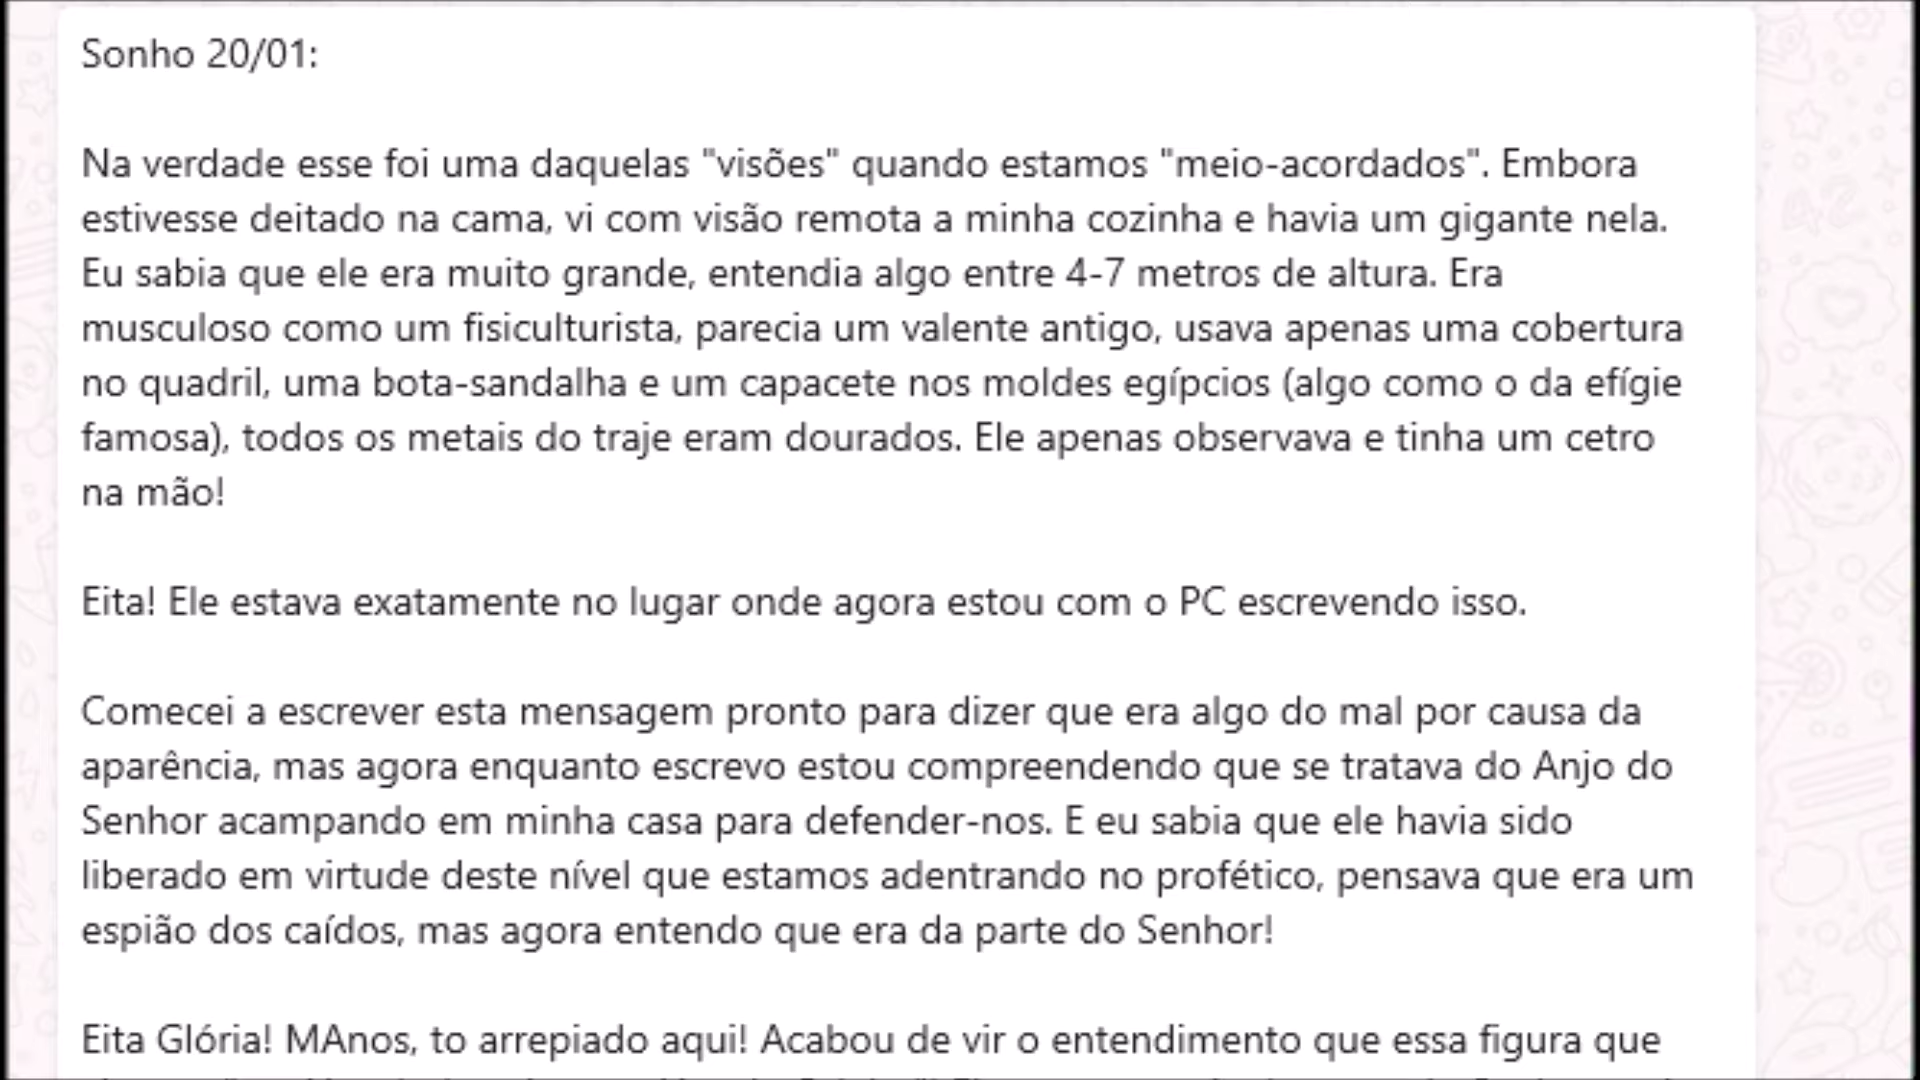 Sonho 20/01:
Na verdade esse foi uma daquelas "visões" quando estamos "meio-acordados". Embora
estivesse deitado na cama, vi com visão remota a minha cozinha e havia um gigante nela.
Eu sabia que ele era muito grande, entendia algo entre 4-7 metros de altura. Era
musculoso como um fisiculturista, parecia um valente antigo, usava apenas uma cobertura
no quadril, uma bota-sandalha e um capacete nos moldes egípcios (algo como o da efígie
famosa), todos os metais do traje eram dourados. Ele apenas observava e tinha um cetro
na mão!
Eita! Ele estava exatamente no lugar onde agora estou com o PC escrevendo isso.
Comecei a escrever esta mensagem pronto para dizer que era algo do mal por causa da
aparência, mas agora enquanto escrevo estou compreendendo que se tratava do Anjo do
Senhor acampando em minha casa para defender-nos. E eu sabia que ele havia sido
liberado em virtude deste nível que estamos adentrando no profético, pensava que era um
espião dos caídos, mas agora entendo que era da parte do Senhor!
Eita Glória! MAnos, to arrepiado aqui! Acabou de vir o entendimento que essa figura que